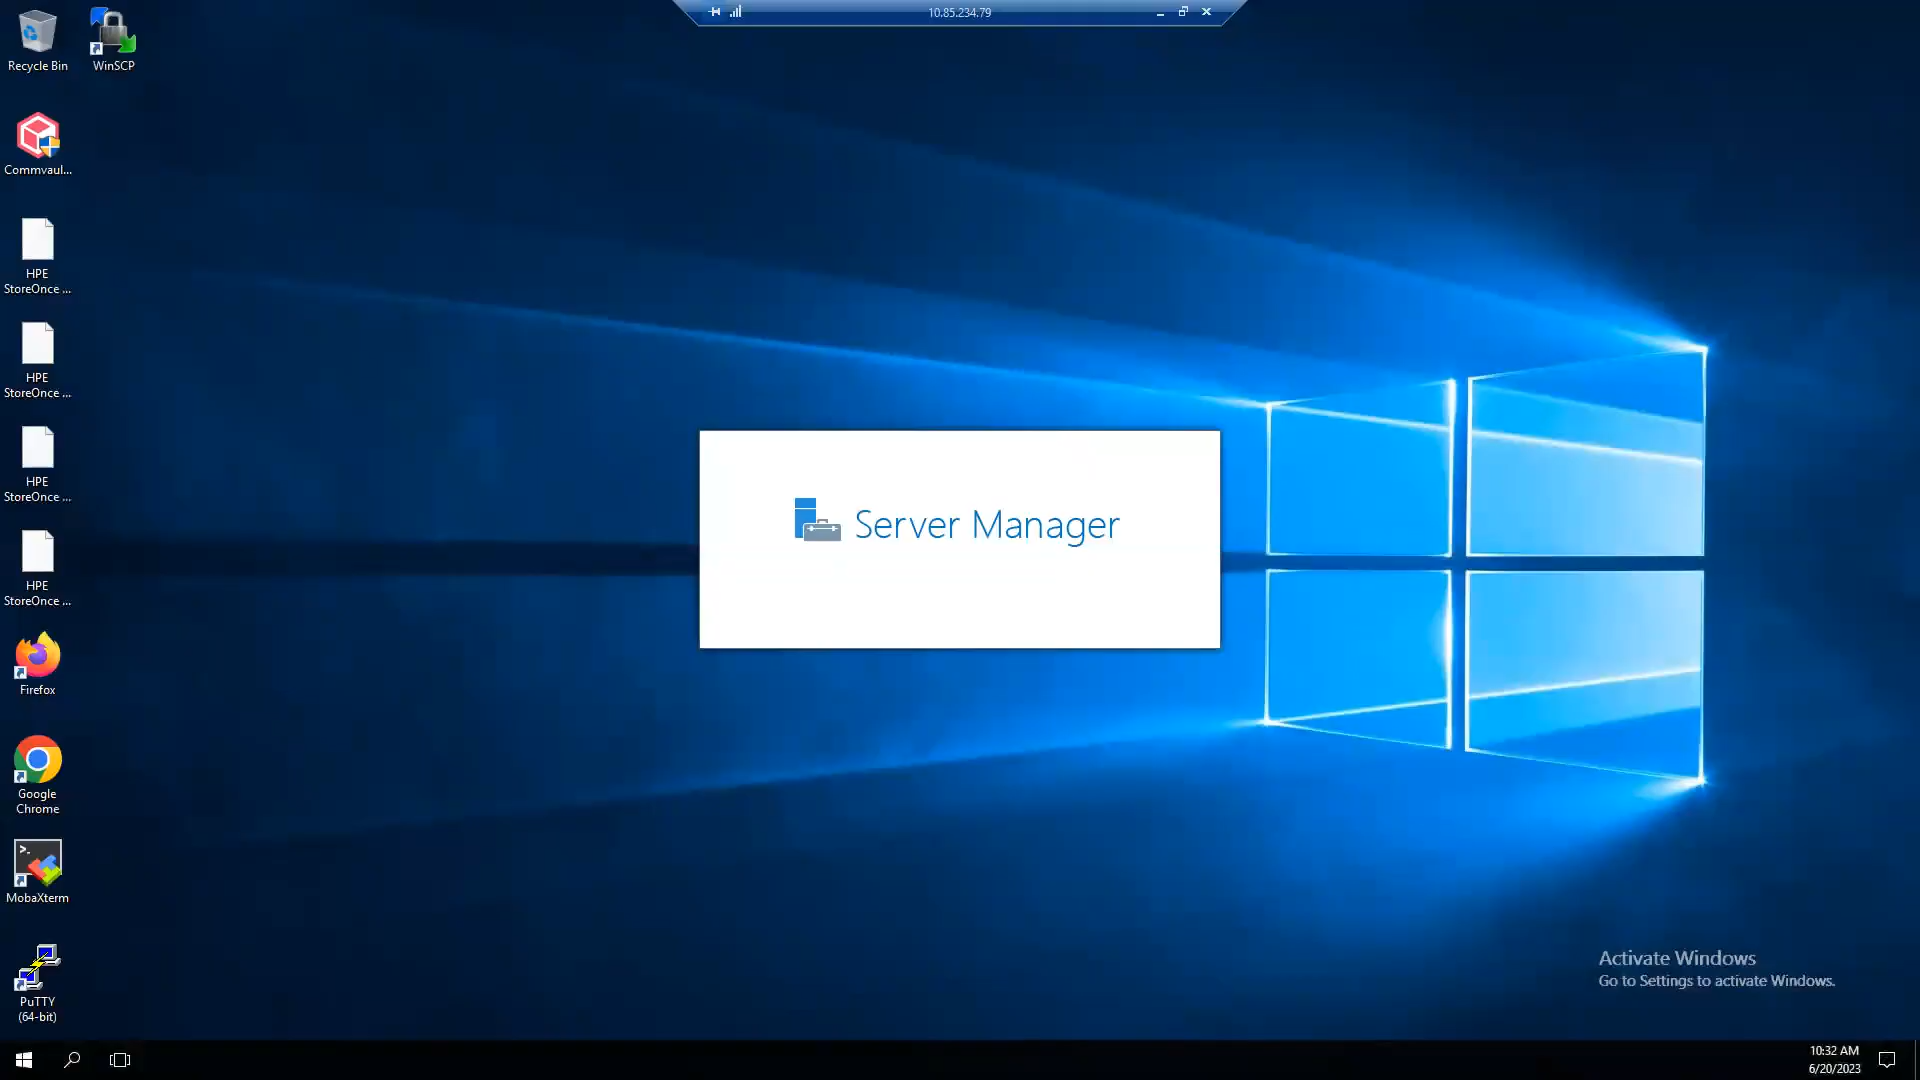 10.85.234.79
Recycle Bin
WinSCP
Commvaul...
HPE
StoreOnce ...
HPE
StoreOnce ...
HPE
StoreOnce ...
HPE
StoreOnce ...
Firefox
Google
Chrome
MobaXterm
PuTTY
(64-bit)
Server Manager
Activate Windows
Go to Settings to activate Windows.
10:32 AM
6/20/2023